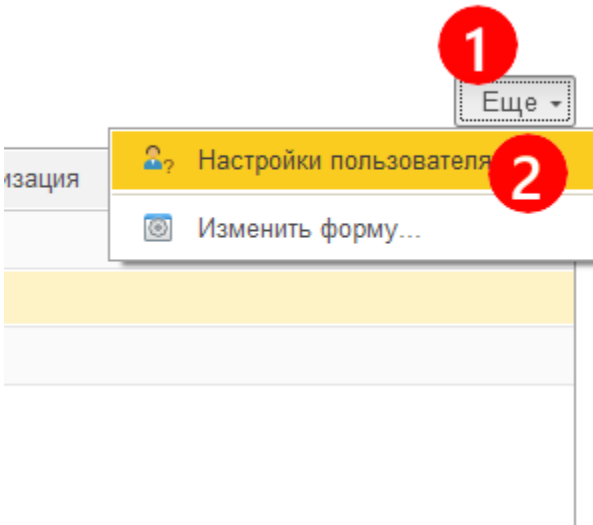 1
Еще
Настройки пользователя
2
изация
Изменить форму...